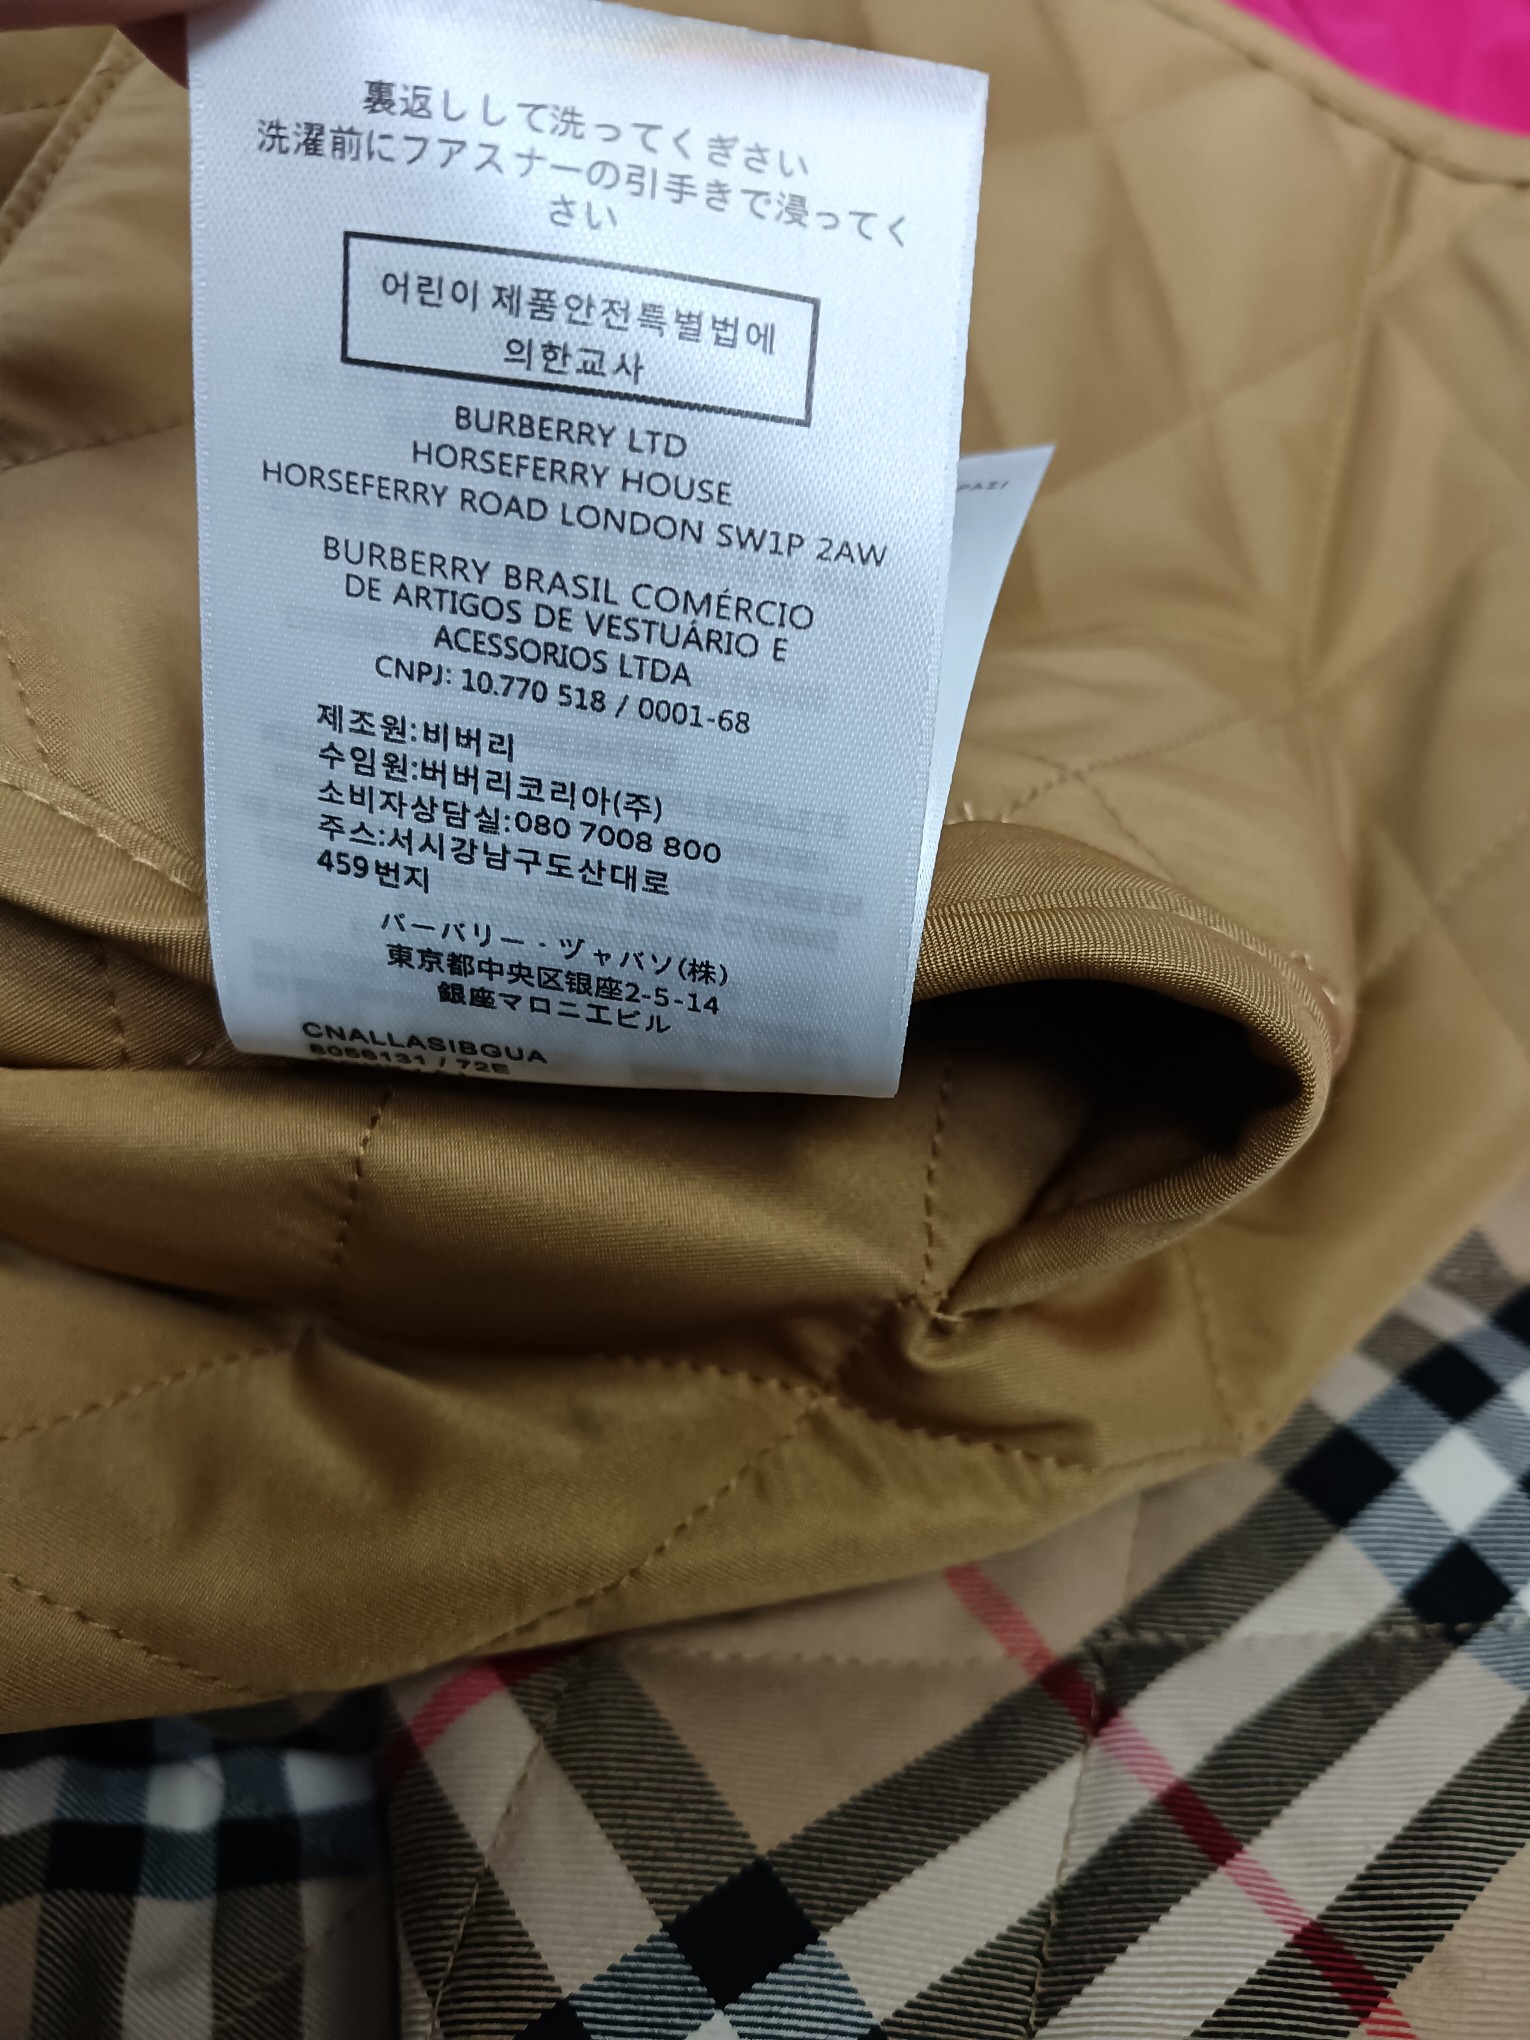 裏返しして洗ってくぎさい
洗濯前にフアスナーの引手きで浸ってく
さい
어린이 제품안전특별법에
의한교사
BURBERRY LTD
HORSEFERRY HOUSE
HORSEFERRY ROAD LONDON SW1P 2AW
BURBERRY BRASIL COMÉRCIO
DE ARTIGOS DE VESTUÁRIO E
ACESSORIOS LTDA
CNPJ: 10.770 518 / 0001-68
제조원:비버리
수임원:버버리코리아(주)
소비자상담실:080 7008 800
주스:서시강남구도산대로
459번지
バーバリー - ヅャバソ(株)
東京都中央区银座2-5-14
銀座マロニエビル
CNALLASIBGUA
8056131 / 72E